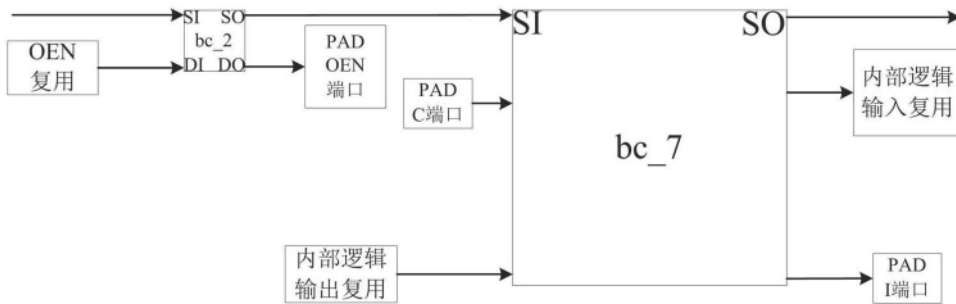 SI SO
bc_2
DI DO
OEN
复用
PAD
OEN
端口
PAD
C端口
SI SO
bc_7
内部逻辑
输入复用
内部逻辑
输出复用
PAD
I端口